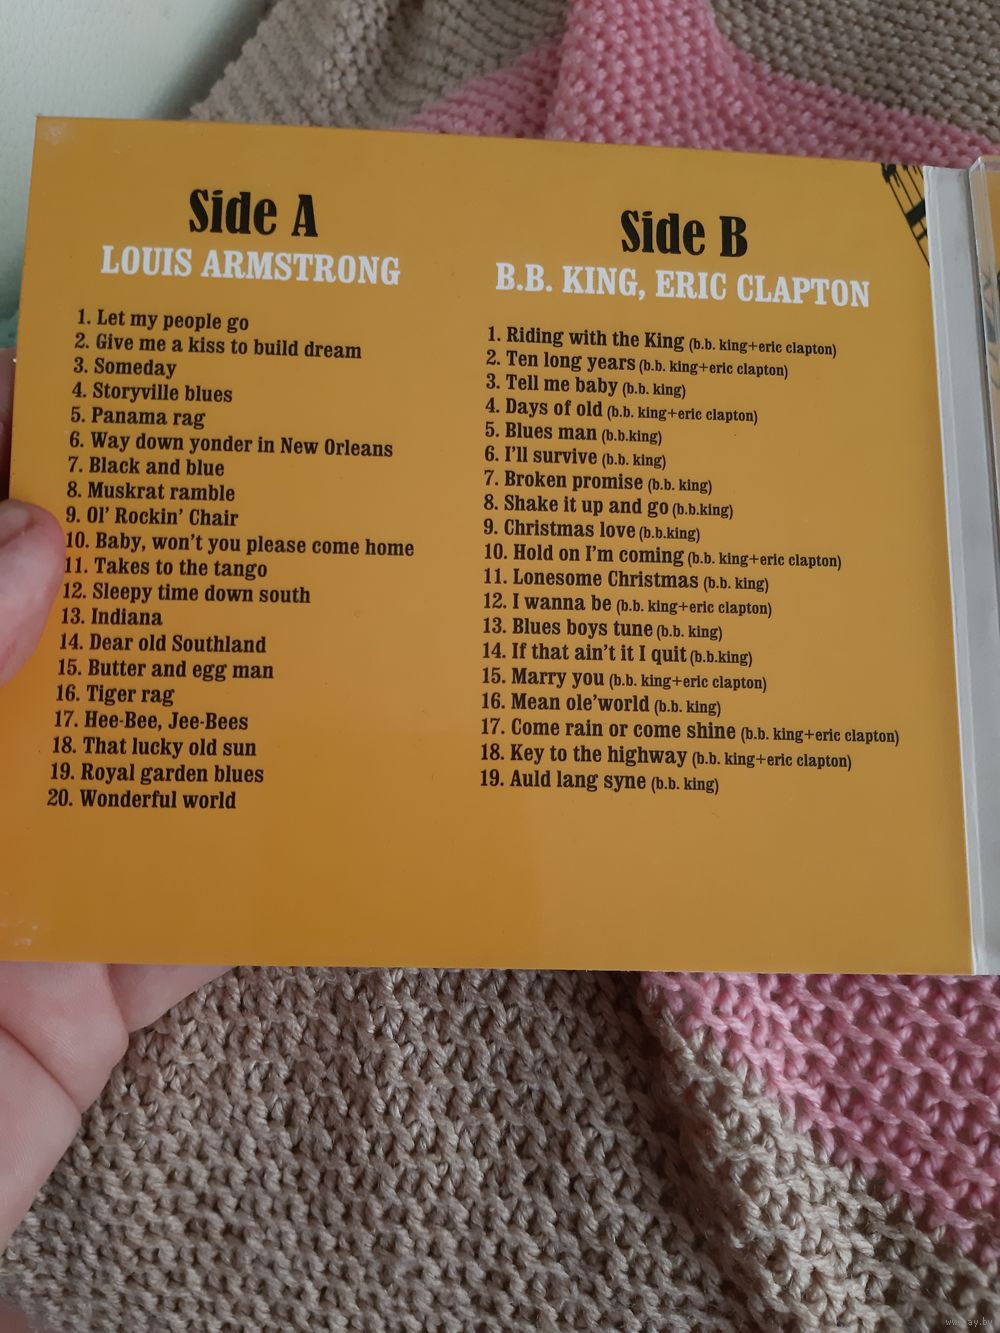 Side A
LOUIS ARMSTRONG
1. Let my people go
2. Give me a kiss to build dream
3. Someday
4. Storyville blues
5. Panama rag
6. Way down yonder in New Orleans
7. Black and blue
8. Muskrat ramble
9. Ol' Rockin' Chair
10. Baby, won't you please come home
11. Takes to the tango
12. Sleepy time down south
13. Indiana
14. Dear old Southland
15. Butter and egg man
16. Tiger rag
17. Hee-Bee, Jee-Bees
18. That lucky old sun
19. Royal garden blues
20. Wonderful world
Side B
B.B. KING, ERIC CLAPTON
1. Riding with the King (b.b. king+eric clapton)
2. Ten long years (b.b. king+eric clapton)
3. Tell me baby (b.b. king)
4. Days of old (b.b. king+eric clapton)
5. Blues man (b.b.king)
6. I'll survive (b.b. king)
7. Broken promise (b.b. king)
8. Shake it up and go (b.b.king)
9. Christmas love (b.b.king)
10. Hold on I'm coming (b.b. king+eric clapton)
11. Lonesome Christmas (b.b. king)
12. I wanna be (b.b. king+eric clapton)
13. Blues boys tune (b.b. king)
14. If that ain't it I quit (b.b.king)
15. Marry you (b.b. king+eric clapton)
16. Mean ole'world (b.b. king)
17. Come rain or come shine (b.b. king+eric clapton)
18. Key to the highway (b.b. king+eric clapton)
19. Auld lang syne (b.b. king)